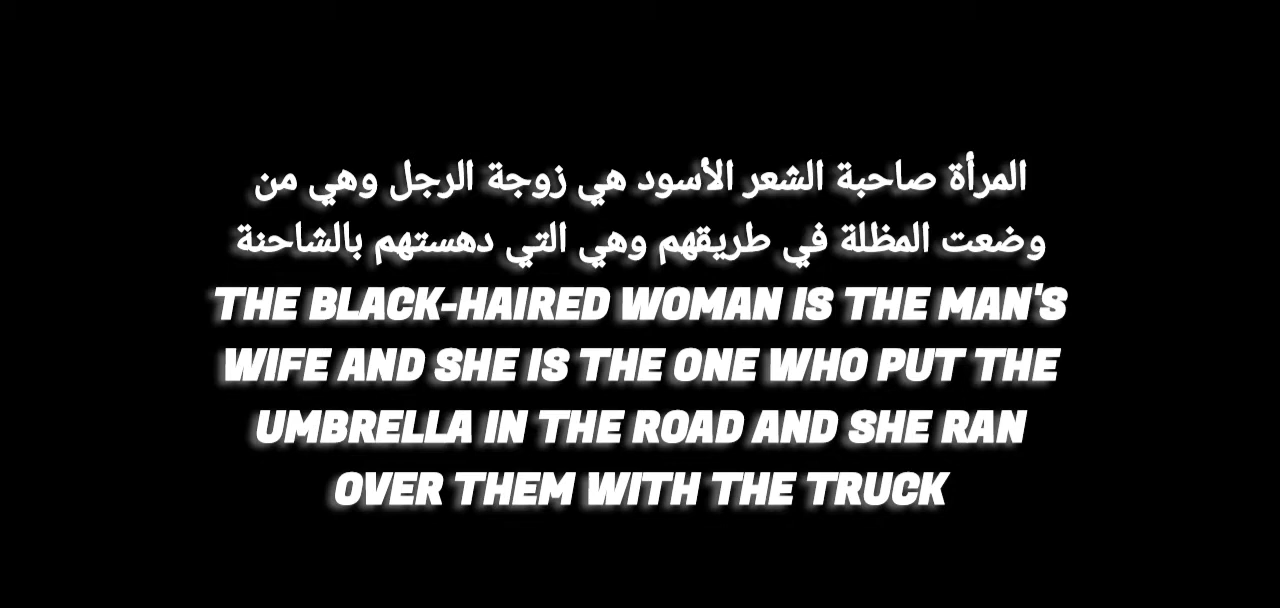 المرأة صاحبة الشعر الأسود هي زوجة الرجل وهي من
وضعت المظلة في طريقهم وهي التي دهستهم بالشاحنة
THE BLACK-HAIRED WOMAN IS THE MAN'S
WIFE AND SHE IS THE ONE WHO PUT THE
UMBRELLA IN THE ROAD AND SHE RAN
OVER THEM WITH THE TRUCK